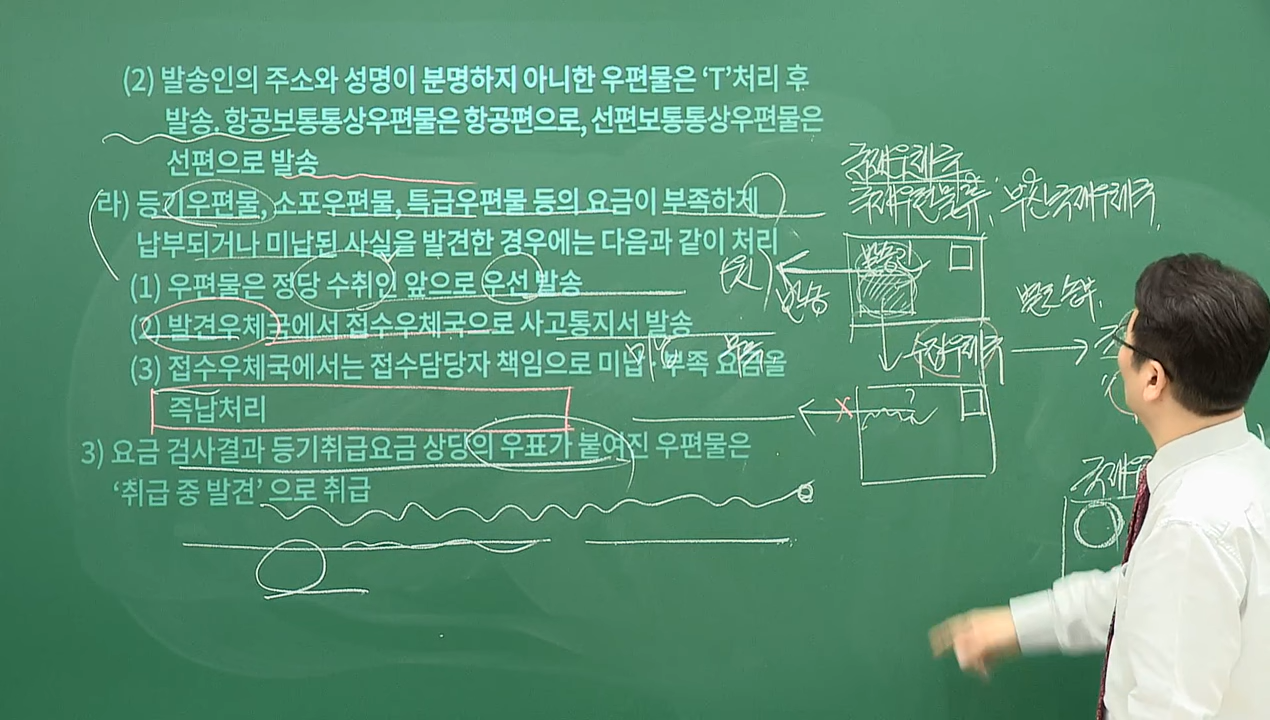 (2) 발송인의 주소와 성명이 분명하지 아니한 우편물은 ‘T’처리 후
발송. 항공보통통상우편물은 항공편으로, 선편보통통상우편물은
선편으로 발송
라) 등기우편물, 소포우편물, 특급우편물 등의 요금이 부족하게
납부되거나 미납된 사실을 발견한 경우에는 다음과 같이 처리
(1) 우편물은 정당 수취인 앞으로 우선 발송
(2) 발견우체국에서 접수우체국으로 사고통지서 발송
(3) 접수우체국에서는 접수담당자 책임으로 미납·부족 요금을
즉납처리
3) 요금 검사결과 등기취급요금 상당의 우표가 붙여진 우편물은
‘취급 중 발견’ 으로 취급
국제우체국
국제우편물류 : 부산국제우체국
반송